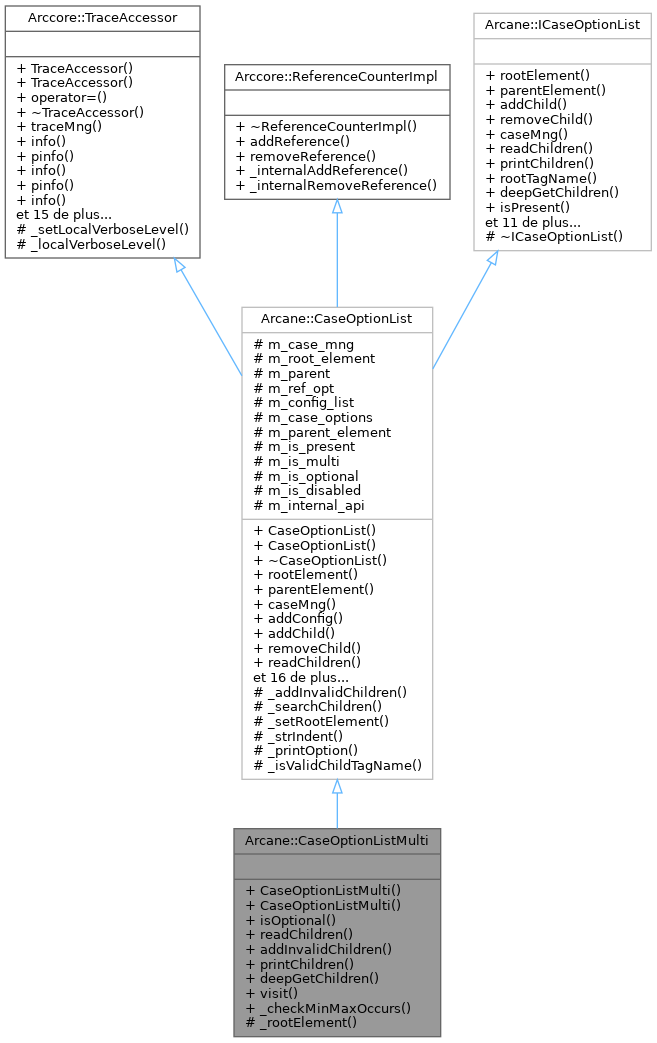 Arccore::TraceAccessor
+ TraceAccessor()
+ TraceAccessor()
+ operator=()
+ ~TraceAccessor()
+ traceMng()
+ info()
+ pinfo()
+ info()
+ pinfo()
+ info()
et 15 de plus...
# _setLocalVerboseLevel()
# _localVerboseLevel()
Arccore::ReferenceCounterImpl
+ ~ReferenceCounterImpl()
+ addReference()
+ removeReference()
+ _internalAddReference()
+ _internalRemoveReference()
Arcane::ICaseOptionList
+ rootElement()
+ parentElement()
+ addChild()
+ removeChild()
+ caseMng()
+ readChildren()
+ printChildren()
+ rootTagName()
+ deepGetChildren()
+ isPresent()
et 11 de plus...
# ~ICaseOptionList()
Arcane::CaseOptionList
# m_case_mng
# m_root_element
# m_parent
# m_ref_opt
# m_config_list
# m_case_options
# m_parent_element
# m_is_present
# m_is_multi
# m_is_optional
# m_is_disabled
# m_internal_api
+ CaseOptionList()
+ CaseOptionList()
+ ~CaseOptionList()
+ rootElement()
+ parentElement()
+ caseMng()
+ addConfig()
+ addChild()
+ removeChild()
+ readChildren()
et 16 de plus...
# _addInvalidChildren()
# _searchChildren()
# _setRootElement()
# _strIndent()
# _printOption()
# _isValidChildTagName()
Arcane::CaseOptionListMulti
+ CaseOptionListMulti()
+ CaseOptionListMulti()
+ isOptional()
+ readChildren()
+ addInvalidChildren()
+ printChildren()
+ deepGetChildren()
+ visit()
+ _checkMinMaxOccurs()
# _rootElement()